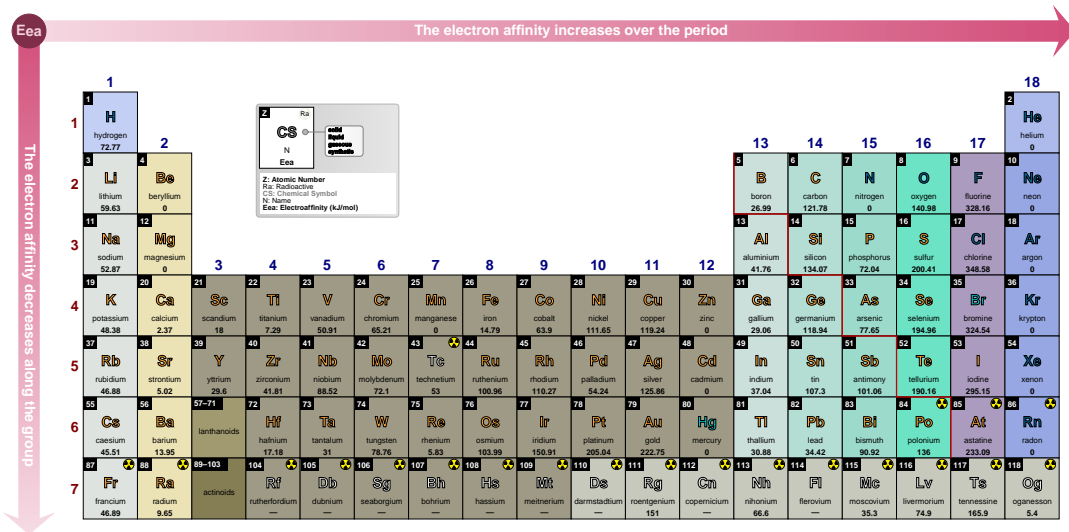 Eea
The electron affinity increases over the period
The electron affinity decreases along the group
1 18
1
1 H hydrogen 72.77
2 He helium 0
2 13 14 15 16 17
2
3 Li lithium 59.63
4 Be beryllium 0
5 B boron 26.99
6 C carbon 121.78
7 N nitrogen 0
8 O oxygen 140.98
9 F fluorine 328.16
10 Ne neon 0
3
11 Na sodium 52.87
12 Mg magnesium 0
13 Al aluminium 41.76
14 Si silicon 134.07
15 P phosphorus 72.04
16 S sulfur 200.41
17 Cl chlorine 348.58
18 Ar argon 0
Z Ra
CS
N
Eea
solid
liquid
gaseous
synthetic
Z: Atomic Number
Ra: Radioactive
CS: Chemical Symbol
N: Name
Eea: Electroaffinity (kJ/mol)
3 4 5 6 7 8 9 10 11 12
4
19 K potassium 48.38
20 Ca calcium 2.37
21 Sc scandium 18
22 Ti titanium 7.29
23 V vanadium 50.91
24 Cr chromium 65.21
25 Mn manganese 0
26 Fe iron 14.79
27 Co cobalt 63.9
28 Ni nickel 111.65
29 Cu copper 119.24
30 Zn zinc 0
31 Ga gallium 29.06
32 Ge germanium 118.94
33 As arsenic 77.65
34 Se selenium 194.96
35 Br bromine 324.54
36 Kr krypton 0
5
37 Rb rubidium 46.88
38 Sr strontium 5.02
39 Y yttrium 29.6
40 Zr zirconium 41.81
41 Nb niobium 88.52
42 Mo molybdenum 72.1
43 Tc technetium 53
44 Ru ruthenium 100.96
45 Rh rhodium 110.27
46 Pd palladium 54.24
47 Ag silver 125.86
48 Cd cadmium 0
49 In indium 37.04
50 Sn tin 107.3
51 Sb antimony 101.06
52 Te tellurium 190.16
53 I iodine 295.15
54 Xe xenon 0
6
55 Cs caesium 45.51
56 Ba barium 13.95
57–71 lanthanoids
72 Hf hafnium 17.18
73 Ta tantalum 31
74 W tungsten 78.76
75 Re rhenium 5.83
76 Os osmium 103.99
77 Ir iridium 150.91
78 Pt platinum 205.04
79 Au gold 222.75
80 Hg mercury 0
81 Tl thallium 30.88
82 Pb lead 34.42
83 Bi bismuth 90.92
84 Po polonium 136
85 At astatine 233.09
86 Rn radon 0
7
87 Fr francium 46.89
88 Ra radium 9.65
89–103 actinoids
104 Rf rutherfordium —
105 Db dubnium —
106 Sg seaborgium —
107 Bh bohrium —
108 Hs hassium —
109 Mt meitnerium —
110 Ds darmstadtium —
111 Rg roentgenium 151
112 Cn copernicium —
113 Nh nihonium 66.6
114 Fl flerovium —
115 Mc moscovium 35.3
116 Lv livermorium 74.9
117 Ts tennessine 165.9
118 Og oganesson 5.4